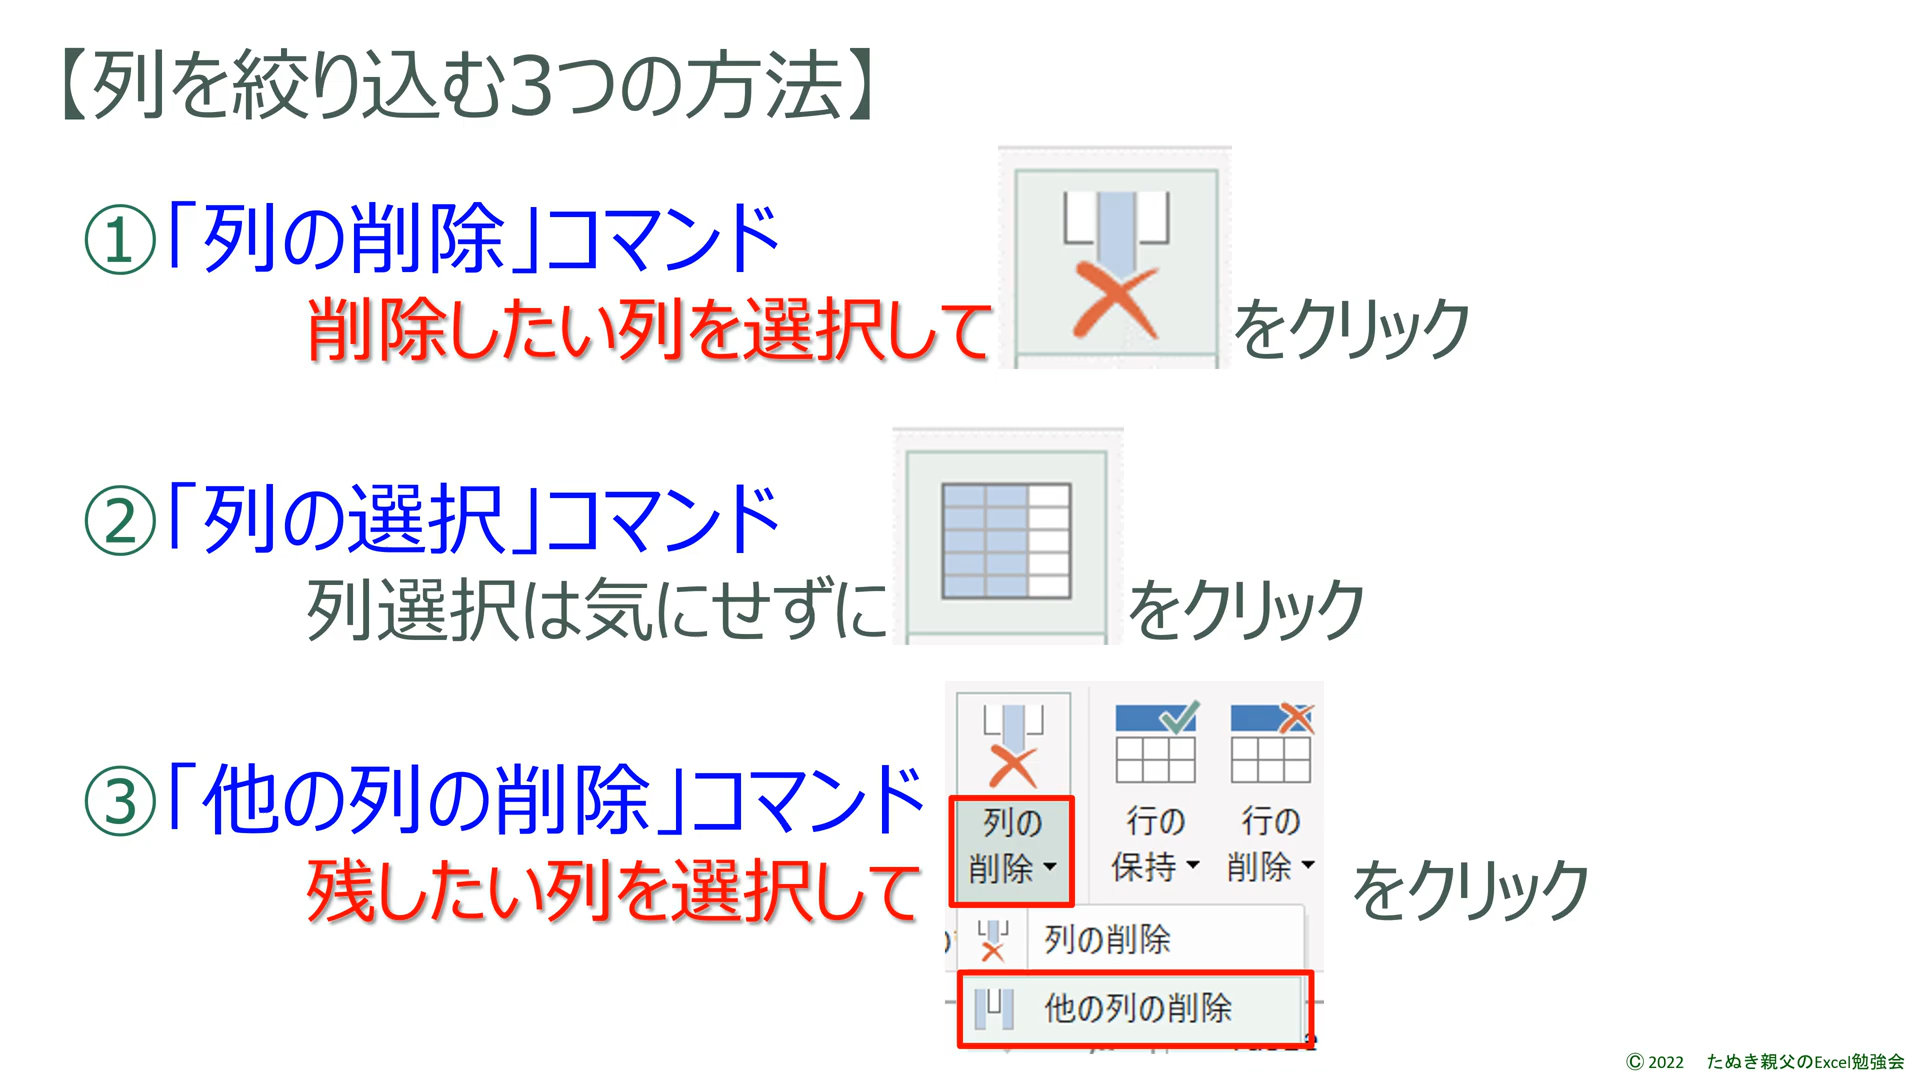 【列を絞り込む3つの方法】
①「列の削除」コマンド
削除したい列を選択して をクリック
②「列の選択」コマンド
列選択は気にせずに をクリック
③「他の列の削除」コマンド
列の 行の 行の
削除 保持 削除
残したい列を選択して をクリック
列の削除
他の列の削除
© 2022 たぬき親父のExcel勉強会